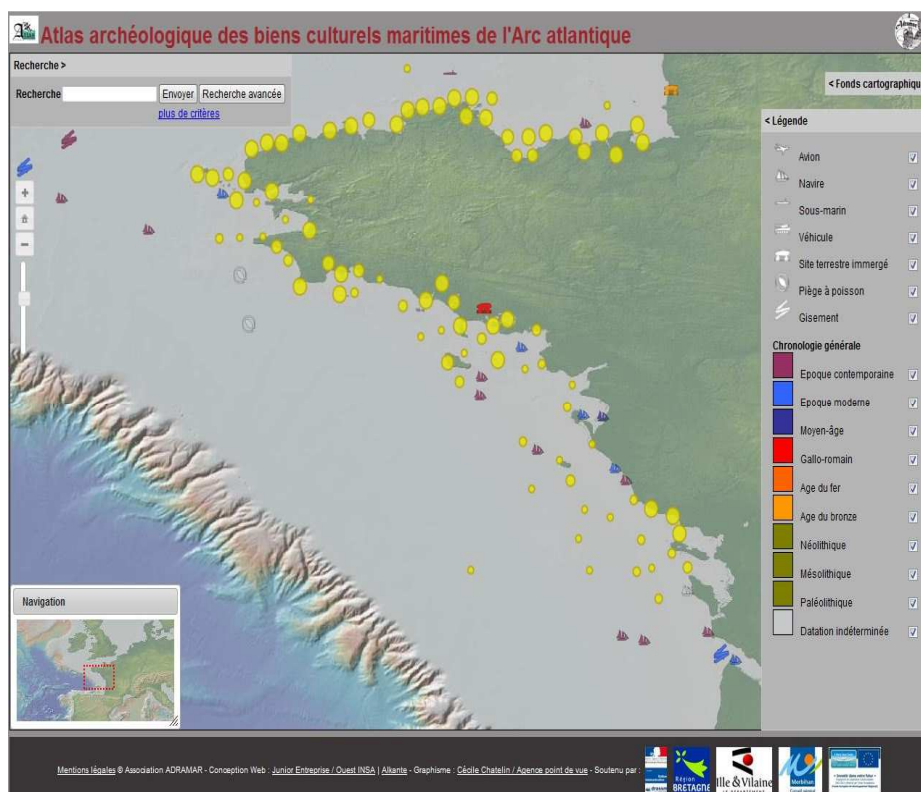 Atlas archéologique des biens culturels maritimes de l'Arc atlantique
Recherche >
Recherche Envoyer Recherche avancée
plus de critères
< Fonds cartographiqu
< Légende
Avion
Navire
Sous-marin
Véhicule
Site terrestre immergé
Piège à poisson
Gisement
Chronologie générale
Epoque contemporaine
Epoque moderne
Moyen-âge
Gallo-romain
Age du fer
Age du bronze
Néolithique
Mésolithique
Paléolithique
Datation indéterminée
Navigation
Mentions légales © Association ADRAMAR - Conception Web : Junior Entreprise / Ouest INSA | Alkante - Graphisme : Cécile Chatelin / Agence point de vue - Soutenu par :
Région
BRETAGNE
Ille & Vilaine
Morbihan